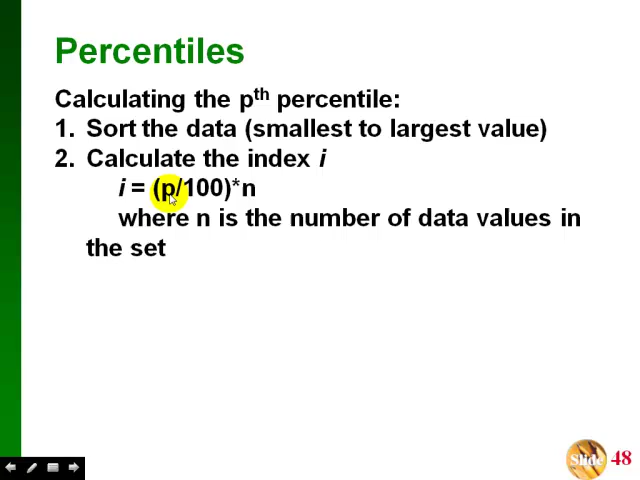 Percentiles
Calculating the pth percentile:
1. Sort the data (smallest to largest value)
2. Calculate the index i
i = (p/100)*n
where n is the number of data values in
the set
Slide 48